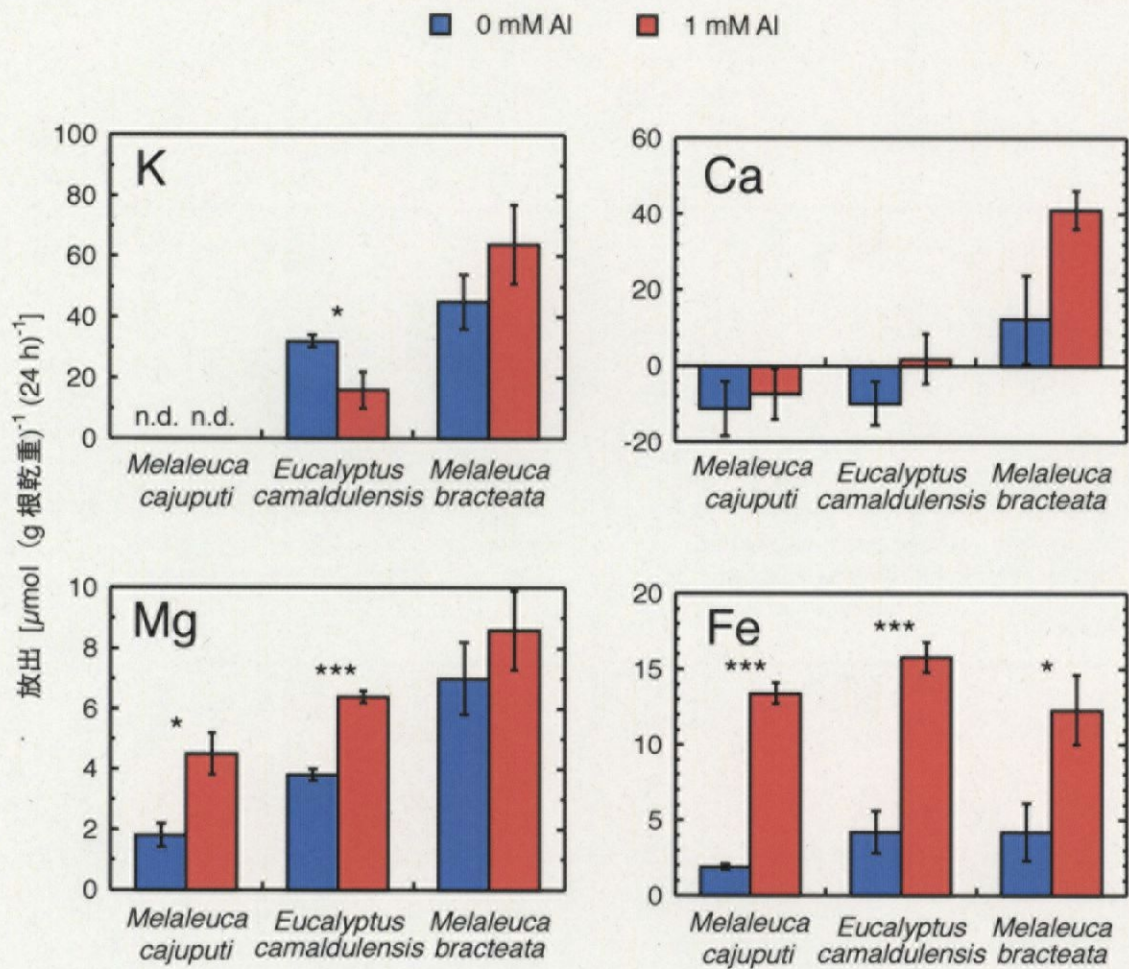 0 mM Al 1 mM Al
放出 [µmol (g 根乾重)⁻¹ (24 h)⁻¹]
K
100
80
60
40
20
0
n.d. n.d.
*
Melaleuca cajuputi
Eucalyptus camaldulensis
Melaleuca bracteata
Ca
60
40
20
0
-20
Melaleuca cajuputi
Eucalyptus camaldulensis
Melaleuca bracteata
Mg
10
8
6
4
2
0
*
***
Melaleuca cajuputi
Eucalyptus camaldulensis
Melaleuca bracteata
Fe
20
15
10
5
0
***
***
*
Melaleuca cajuputi
Eucalyptus camaldulensis
Melaleuca bracteata